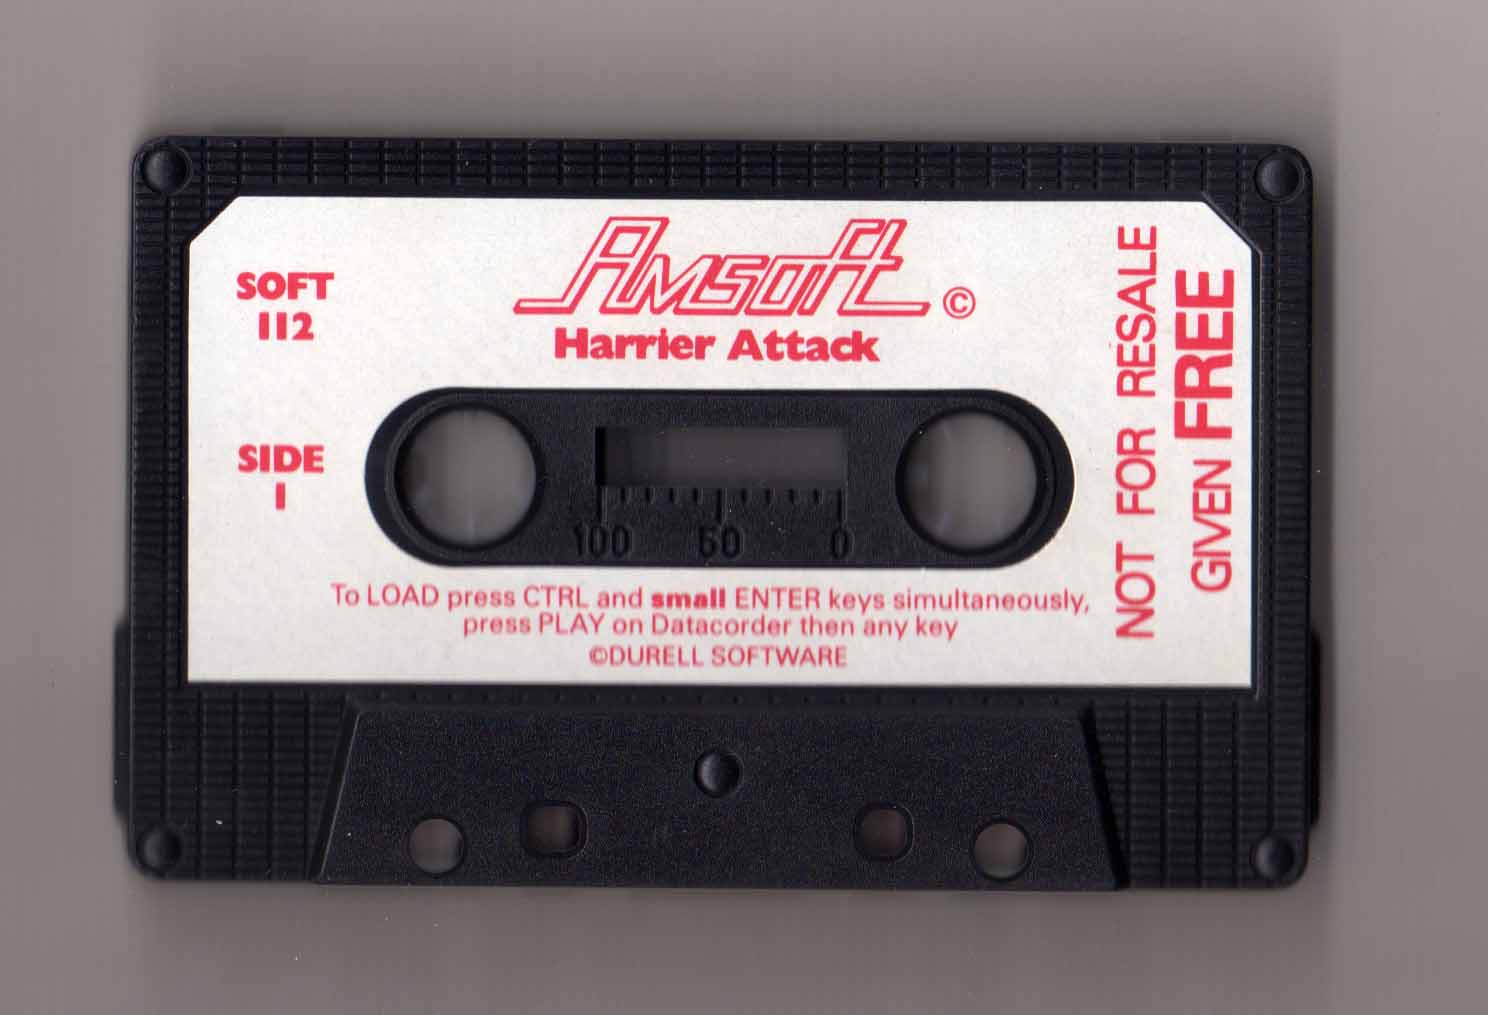 Amsoft ©
Harrier Attack
SOFT
112
SIDE
1
100 50 0
To LOAD press CTRL and small ENTER keys simultaneously,
press PLAY on Datacorder then any key
©DURELL SOFTWARE
NOT FOR RESALE
GIVEN FREE